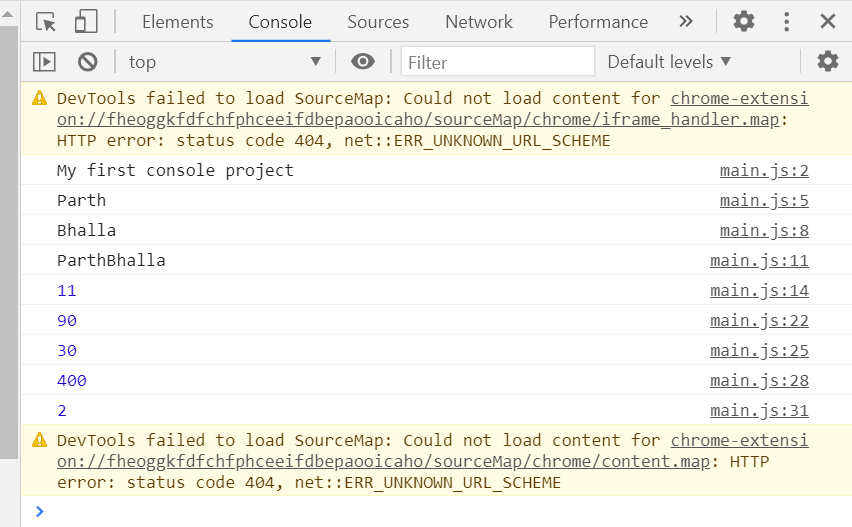 Elements Console Sources Network Performance »
top ▼ Filter Default levels ▼
DevTools failed to load SourceMap: Could not load content for chrome-extensi
on://fheoggkfdfchfphceeifdbepaooicaho/sourceMap/chrome/iframe_handler.map:
HTTP error: status code 404, net::ERR_UNKNOWN_URL_SCHEME
My first console project main.js:2
Parth main.js:5
Bhalla main.js:8
ParthBhalla main.js:11
11 main.js:14
90 main.js:22
30 main.js:25
400 main.js:28
2 main.js:31
DevTools failed to load SourceMap: Could not load content for chrome-extensi
on://fheoggkfdfchfphceeifdbepaooicaho/sourceMap/chrome/content.map: HTTP
error: status code 404, net::ERR_UNKNOWN_URL_SCHEME